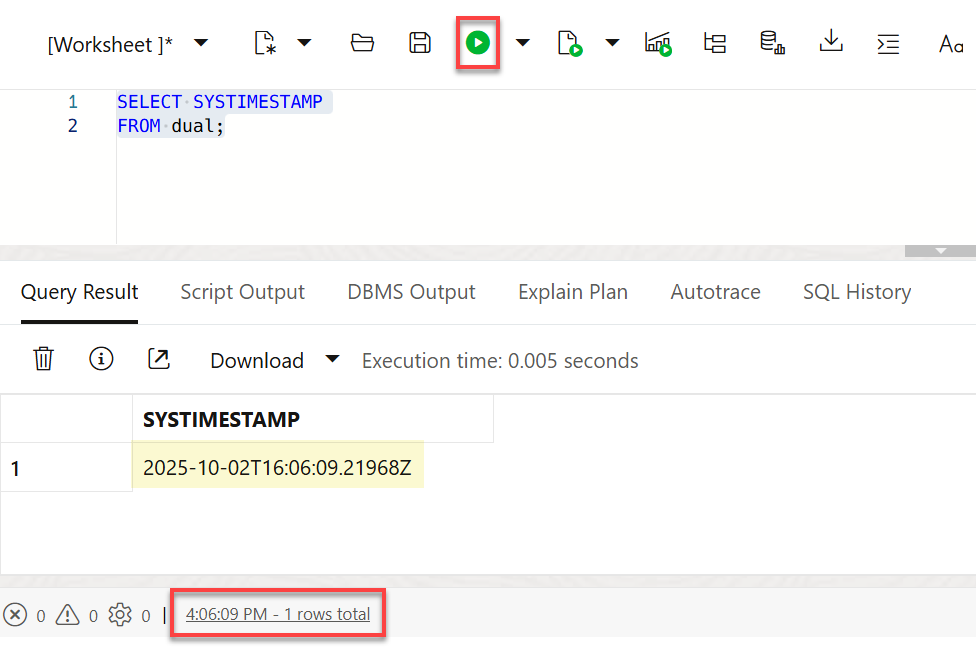 [Worksheet ]*
Aa
1 SELECT SYSTIMESTAMP
2 FROM dual;
Query Result Script Output DBMS Output Explain Plan Autotrace SQL History
Download Execution time: 0.005 seconds
SYSTIMESTAMP
1 2025-10-02T16:06:09.21968Z
0 0 0 | 4:06:09 PM - 1 rows total